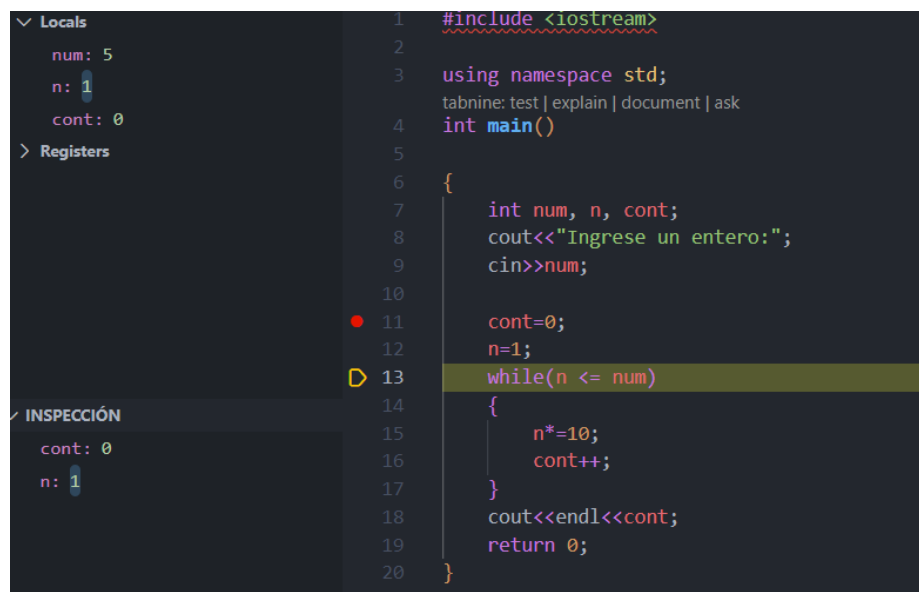 Locals
num: 5
n: 1
cont: 0
Registers
INSPECCIÓN
cont: 0
n: 1
1 #include <iostream>
2
3 using namespace std;
tabnine: test | explain | document | ask
4 int main()
5
6 {
7 int num, n, cont;
8 cout<<"Ingrese un entero:";
9 cin>>num;
10
11 cont=0;
12 n=1;
13 while(n <= num)
14 {
15 n*=10;
16 cont++;
17 }
18 cout<<endl<<cont;
19 return 0;
20 }